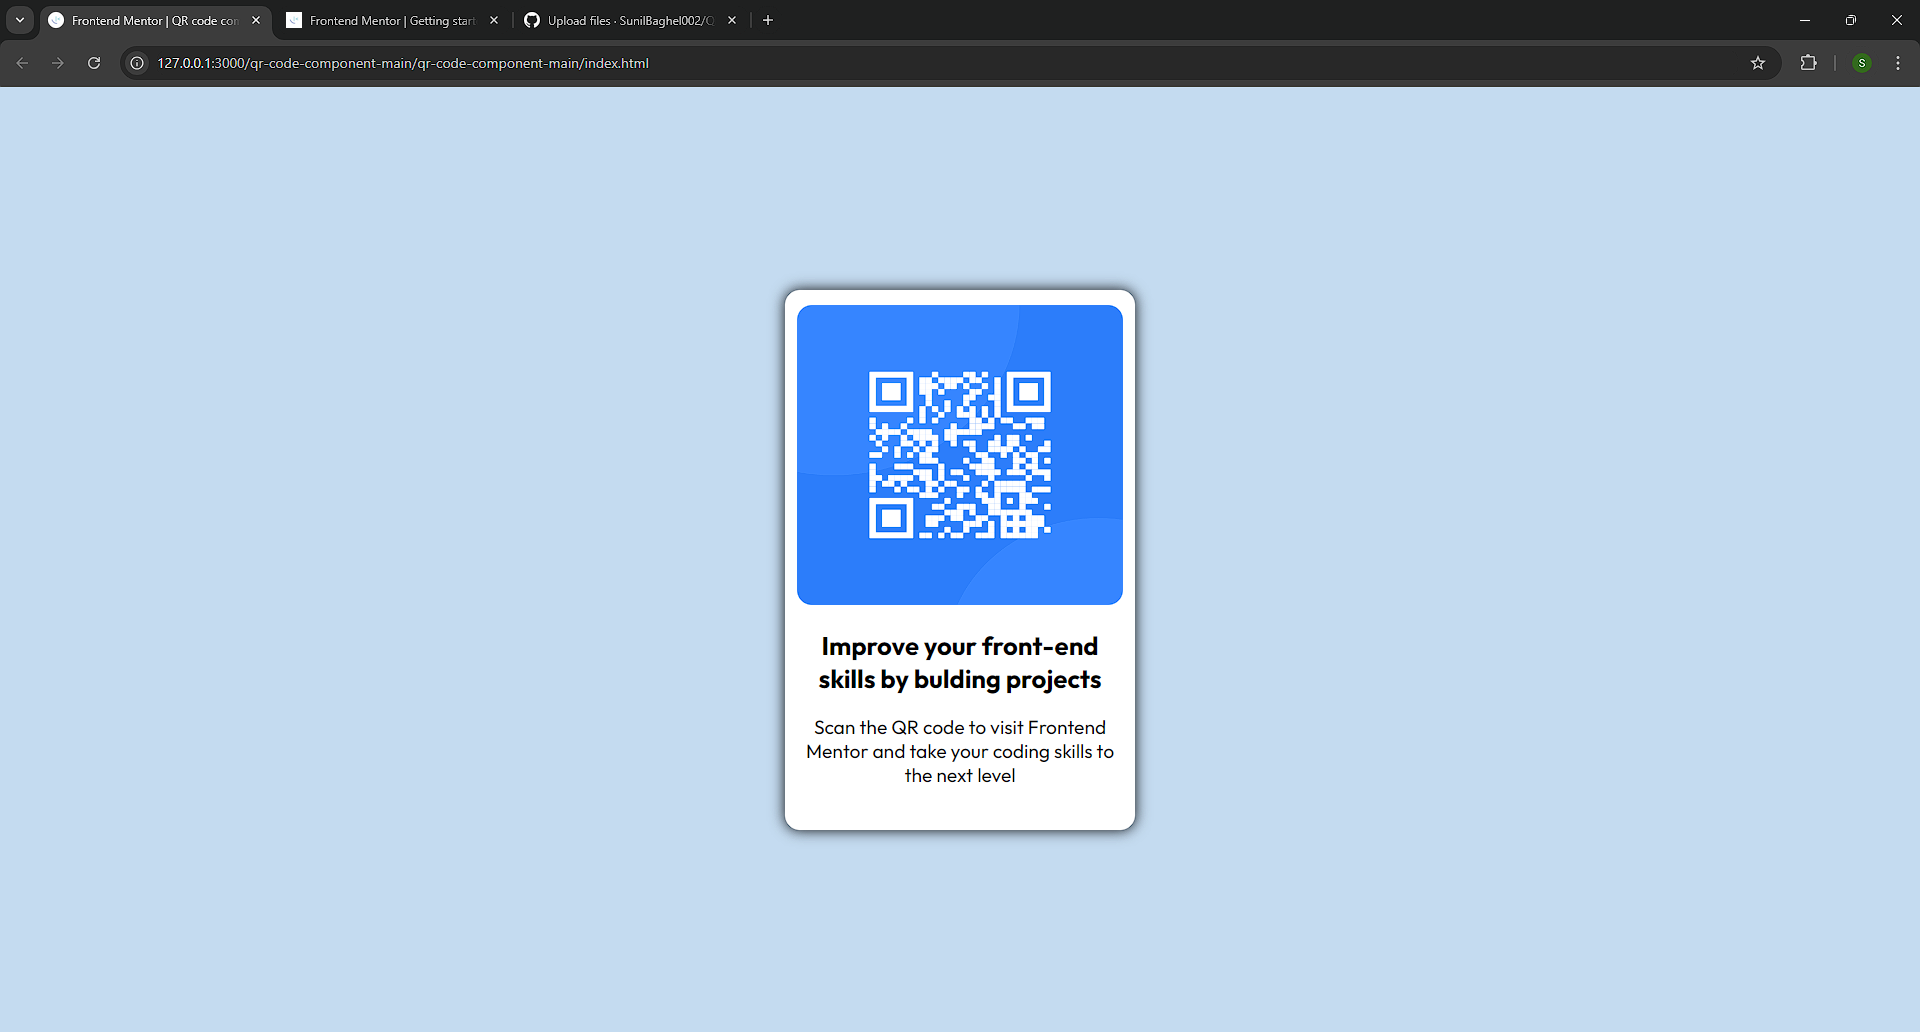 Frontend Mentor | QR code con
Frontend Mentor | Getting start
Upload files · SunilBaghel002/Q
127.0.0.1:3000/qr-code-component-main/qr-code-component-main/index.html
S
Improve your front-end
skills by bulding projects
Scan the QR code to visit Frontend
Mentor and take your coding skills to
the next level